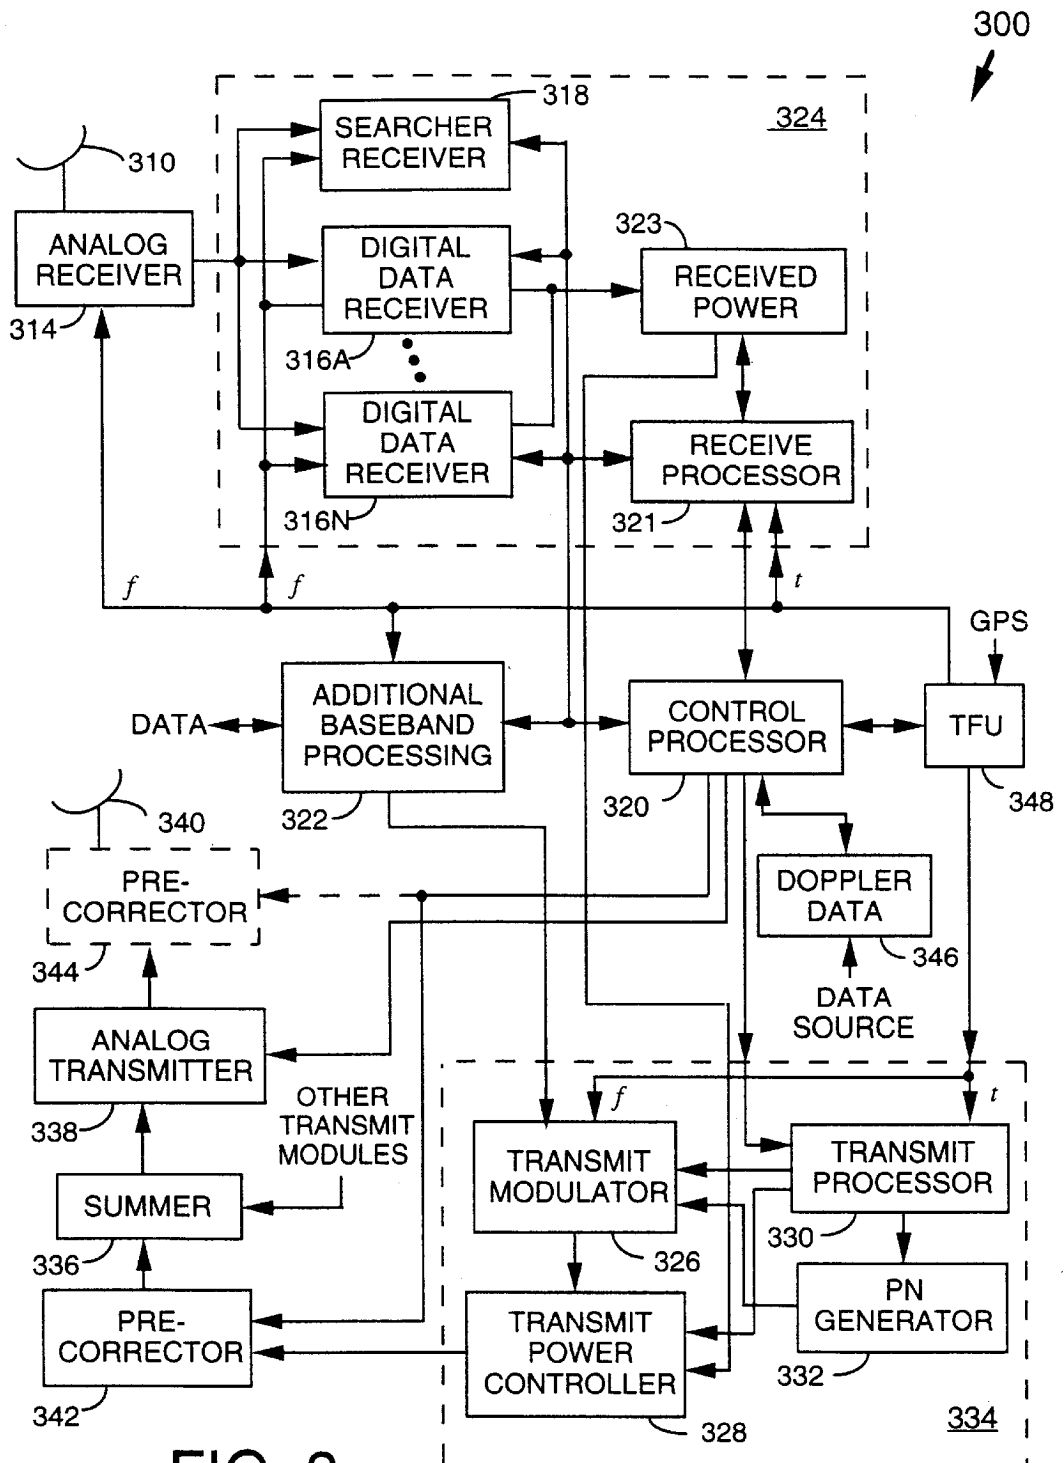 300
318
324
SEARCHER
RECEIVER
310
ANALOG
RECEIVER
314
DIGITAL
DATA
RECEIVER
316A
323
RECEIVED
POWER
DIGITAL
DATA
RECEIVER
316N
RECEIVE
PROCESSOR
321
f
f
t
GPS
ADDITIONAL
BASEBAND
PROCESSING
322
DATA
CONTROL
PROCESSOR
320
TFU
348
340
PRE-
CORRECTOR
344
DOPPLER
DATA
346
DATA
SOURCE
ANALOG
TRANSMITTER
338
OTHER
TRANSMIT
MODULES
f
t
TRANSMIT
MODULATOR
326
TRANSMIT
PROCESSOR
330
SUMMER
336
PN
GENERATOR
332
PRE-
CORRECTOR
342
TRANSMIT
POWER
CONTROLLER
328
334
FIG.